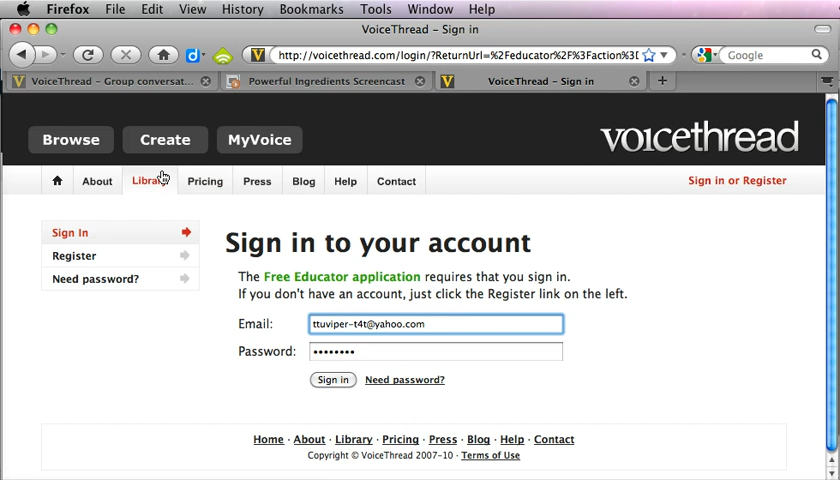 Firefox File Edit View History Bookmarks Tools Window Help
VoiceThread - Sign in
http://voicethread.com/login/?ReturnUrl=%2Feducator%2F%3Faction%3D
Google
VoiceThread - Group conversat...
Powerful Ingredients Screencast
VoiceThread - Sign in
Browse
Create
MyVoice
voicethread
About
Library
Pricing
Press
Blog
Help
Contact
Sign in or Register
Sign In
Register
Need password?
Sign in to your account
The Free Educator application requires that you sign in.
If you don't have an account, just click the Register link on the left.
Email: ttuviper-t4t@yahoo.com
Password: ••••••••
Sign in Need password?
Home · About · Library · Pricing · Press · Blog · Help · Contact
Copyright © VoiceThread 2007-10 · Terms of Use